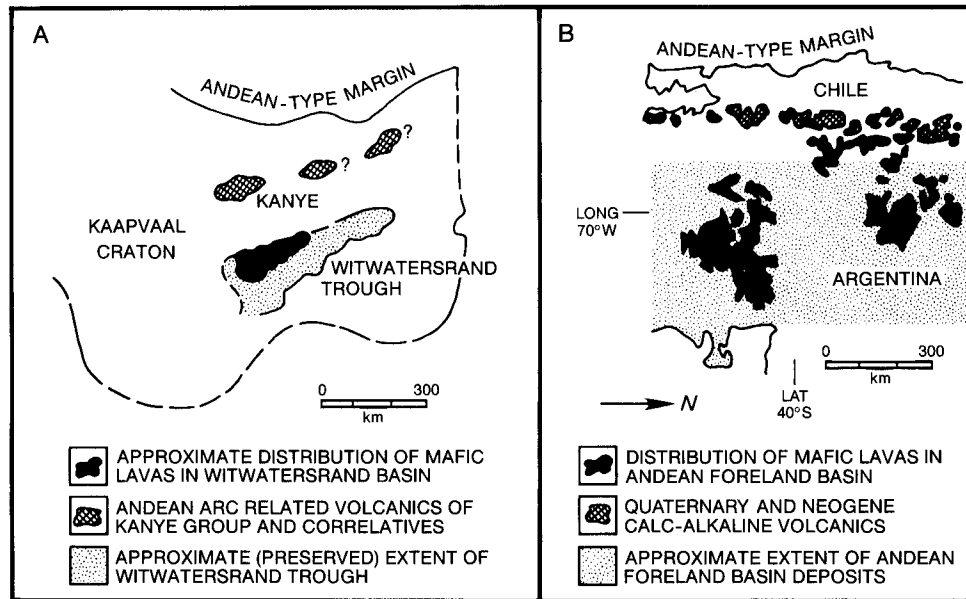 A
ANDEAN-TYPE MARGIN
?
?
KANYE
KAAPVAAL
CRATON
WITWATERSRAND
TROUGH
0 300
km
APPROXIMATE DISTRIBUTION OF MAFIC
LAVAS IN WITWATERSRAND BASIN
ANDEAN ARC RELATED VOLCANICS OF
KANYE GROUP AND CORRELATIVES
APPROXIMATE (PRESERVED) EXTENT OF
WITWATERSRAND TROUGH
B
ANDEAN-TYPE MARGIN
CHILE
LONG
70°W
ARGENTINA
0 300
km
N
LAT
40°S
DISTRIBUTION OF MAFIC LAVAS IN
ANDEAN FORELAND BASIN
QUATERNARY AND NEOGENE
CALC-ALKALINE VOLCANICS
APPROXIMATE EXTENT OF ANDEAN
FORELAND BASIN DEPOSITS